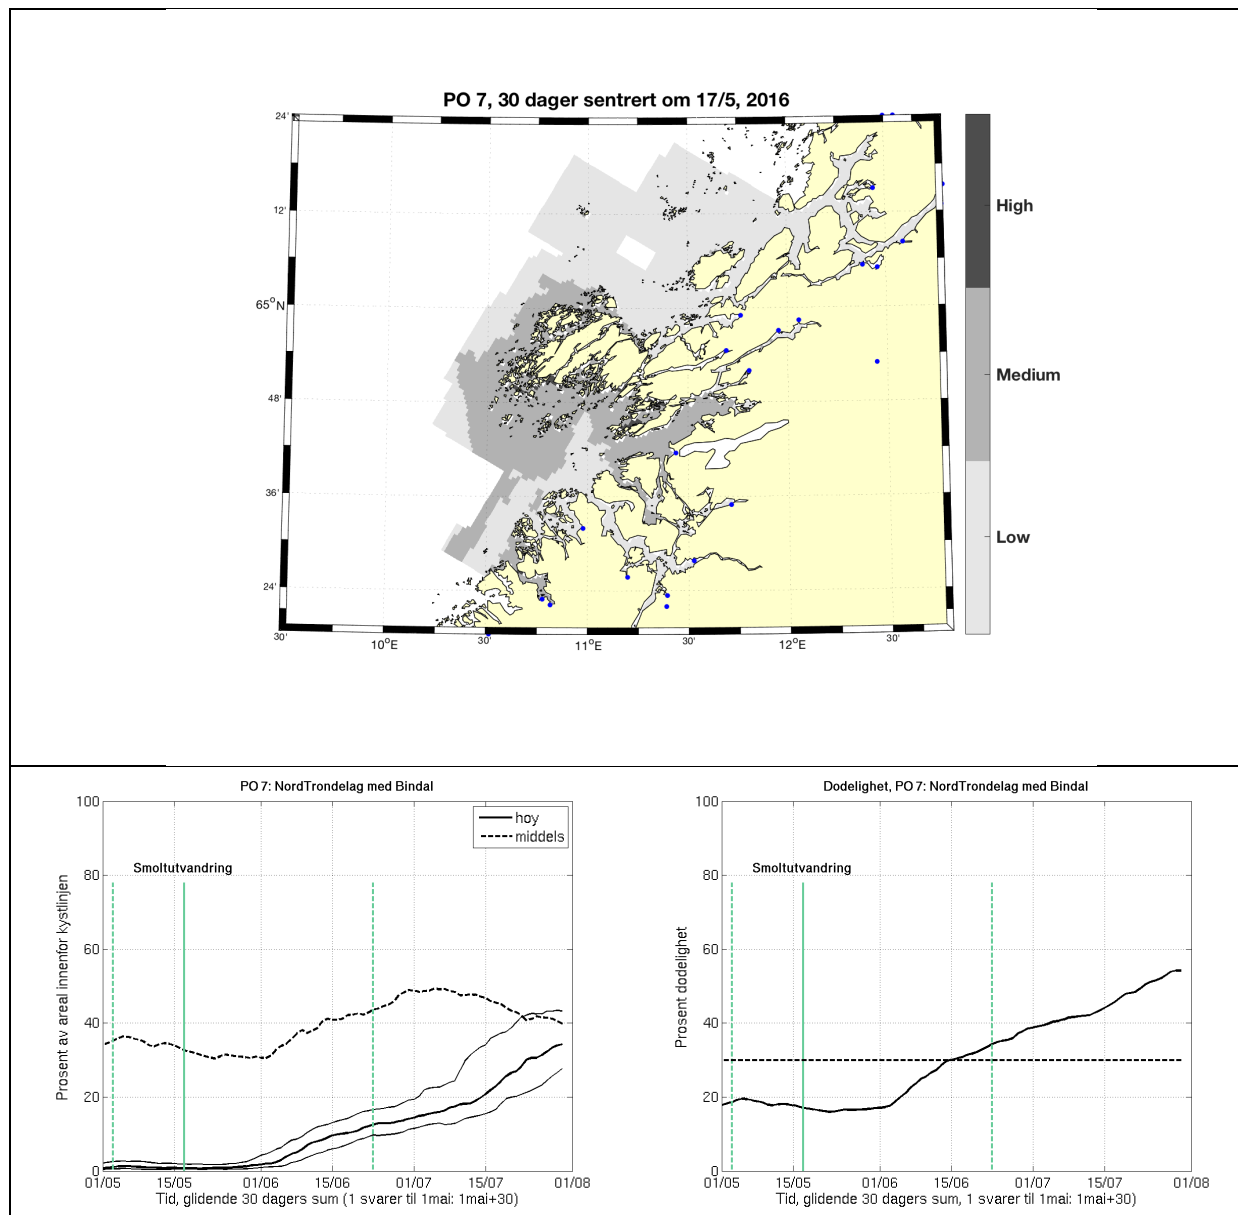 PO 7, 30 dager sentrert om 17/5, 2016
24'
12'
65°N
48'
36'
24'
30'
10°E
30'
11°E
30'
12°E
30'
High
Medium
Low
PO 7: NordTrondelag med Bindal
100
80
60
40
20
0
Prosent av areal innenfor kystlinjen
Smoltutvandring
hoy
middels
01/05
15/05
01/06
15/06
01/07
15/07
01/08
Tid, glidende 30 dagers sum (1 svarer til 1mai: 1mai+30)
Dodelighet, PO 7: NordTrondelag med Bindal
100
80
60
40
20
0
Prosent dodelighet
Smoltutvandring
01/05
15/05
01/06
15/06
01/07
15/07
01/08
Tid, glidende 30 dagers sum, 1 svarer til 1mai: 1mai+30)